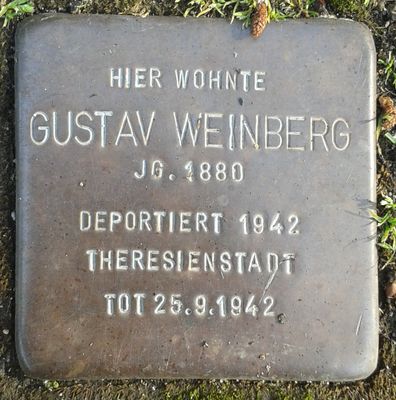 HIER WOHNTE
GUSTAV WEINBERG
JG. 1880
DEPORTIERT 1942
THERESIENSTADT
TOT 25.9.1942